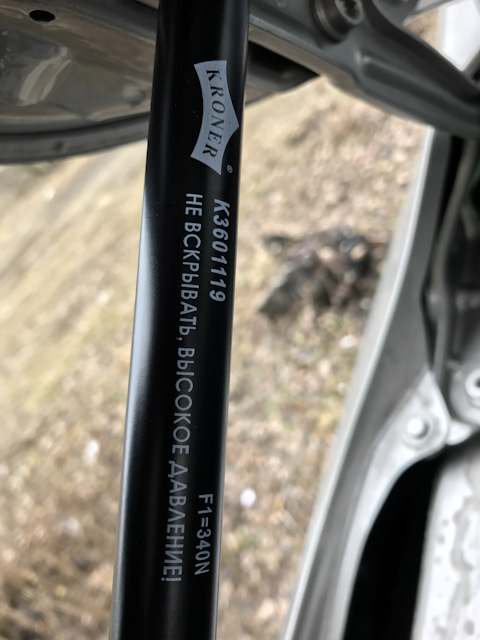 KRONER®
K3601119
НЕ ВСКРЫВАТЬ, ВЫСОКОЕ ДАВЛЕНИЕ!
F1=340N